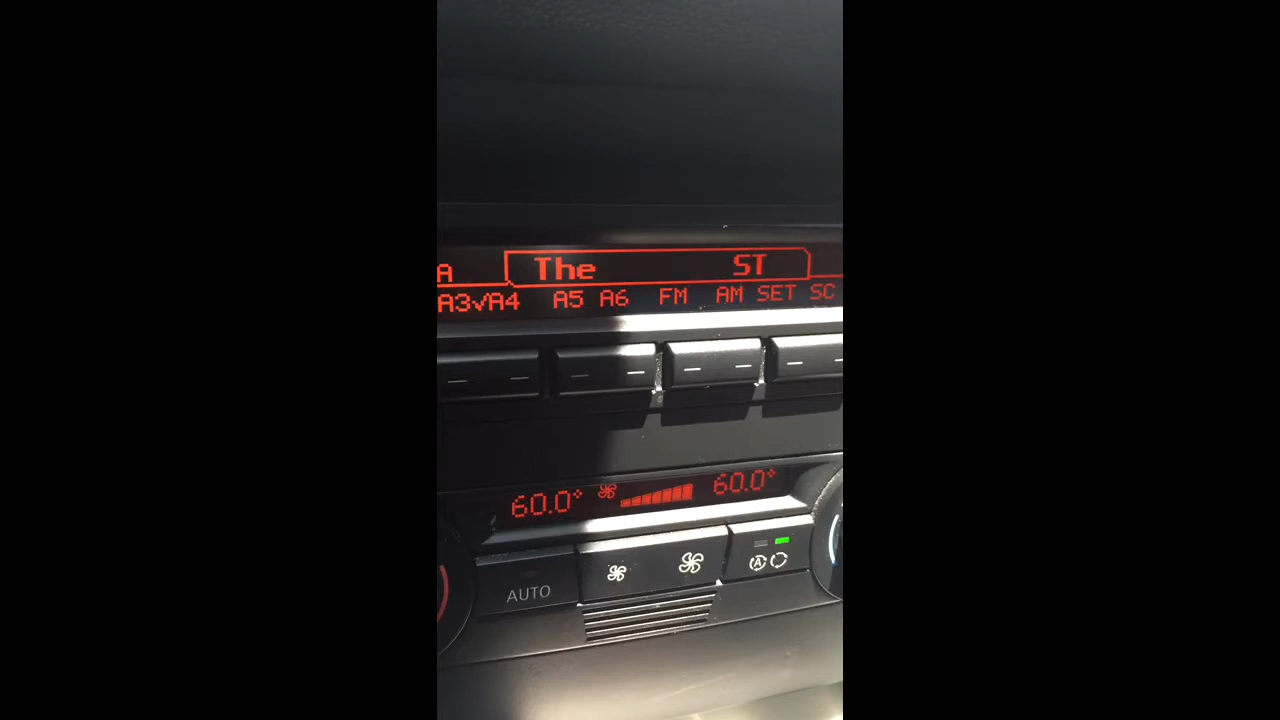 A The ST
A3√A4 A5 A6 FM AM SET SC
60.0° 60.0°
AUTO A